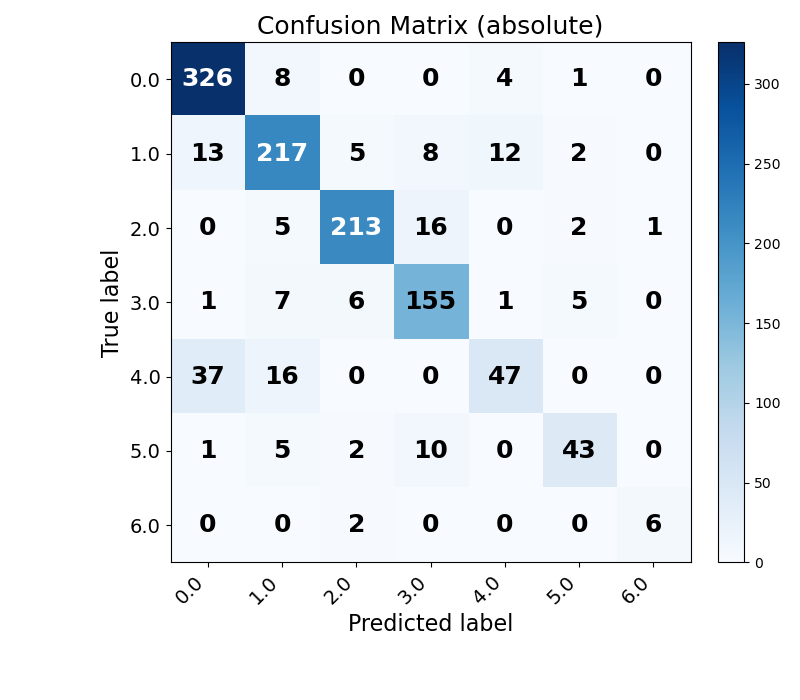 Confusion Matrix (absolute)
0.0 326 8 0 0 4 1 0
1.0 13 217 5 8 12 2 0
2.0 0 5 213 16 0 2 1
3.0 1 7 6 155 1 5 0
4.0 37 16 0 0 47 0 0
5.0 1 5 2 10 0 43 0
6.0 0 0 2 0 0 0 6
0.0 1.0 2.0 3.0 4.0 5.0 6.0
Predicted label
True label
300
250
200
150
100
50
0